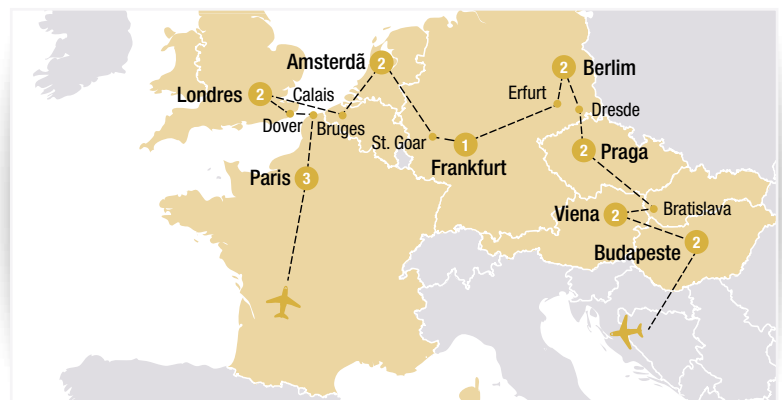 Amsterdã
2
2
Berlim
Londres
2
Calais
Erfurt
Dover
Bruges
Dresde
St. Goar
1
Frankfurt
2
Praga
Paris
3
Viena
2
Bratislava
Budapeste
2